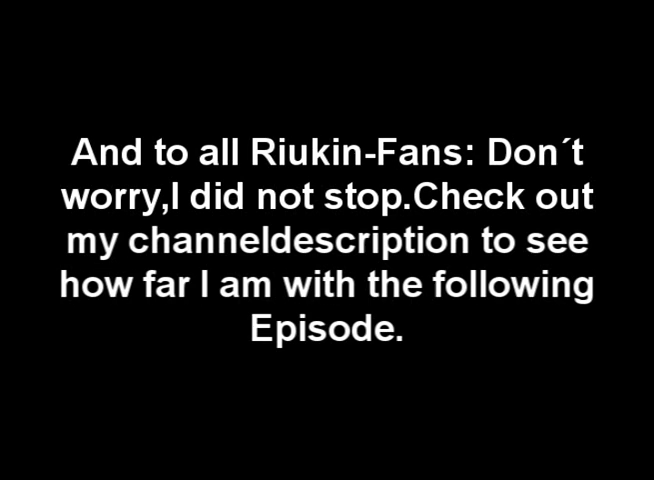 And to all Riukin-Fans: Don´t
worry,I did not stop.Check out
my channeldescription to see
how far I am with the following
Episode.